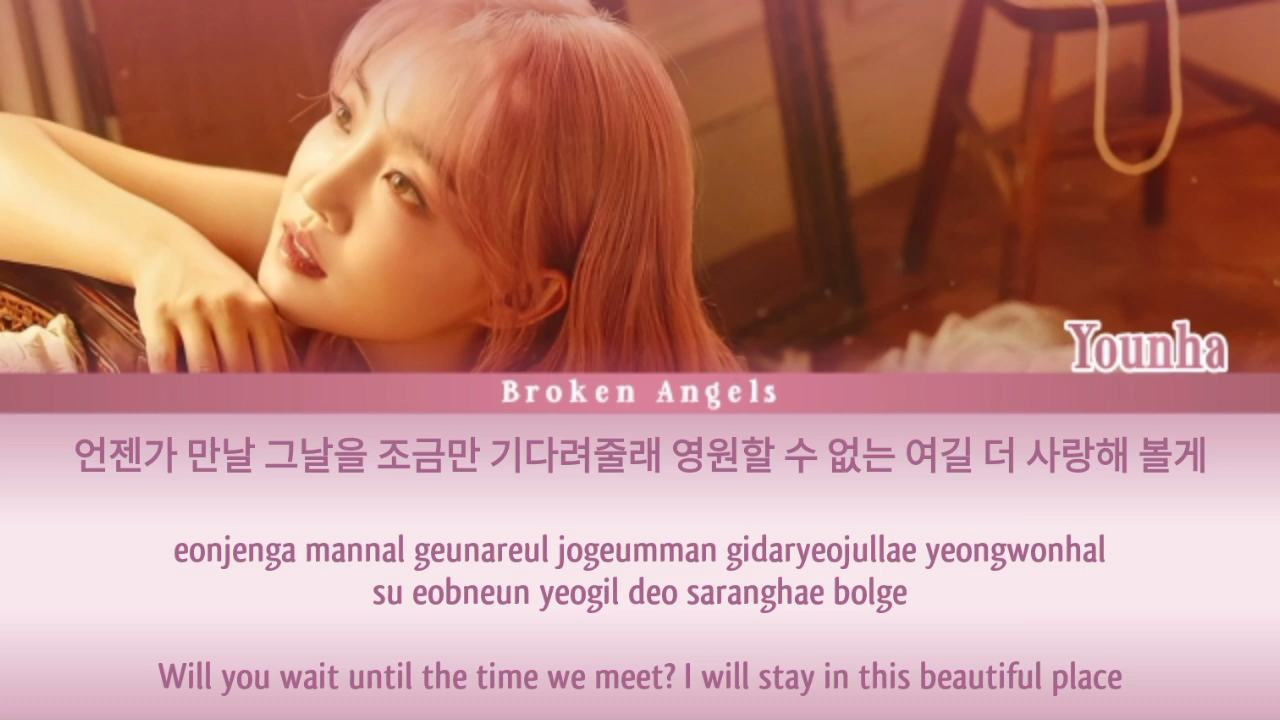 Younha
Broken Angels
언젠가 만날 그날을 조금만 기다려줄래 영원할 수 없는 여길 더 사랑해 볼게
eonjenga mannal geunareul jogeumman gidaryeojullae yeongwonhal
su eobneun yeogil deo saranghae bolge
Will you wait until the time we meet? I will stay in this beautiful place